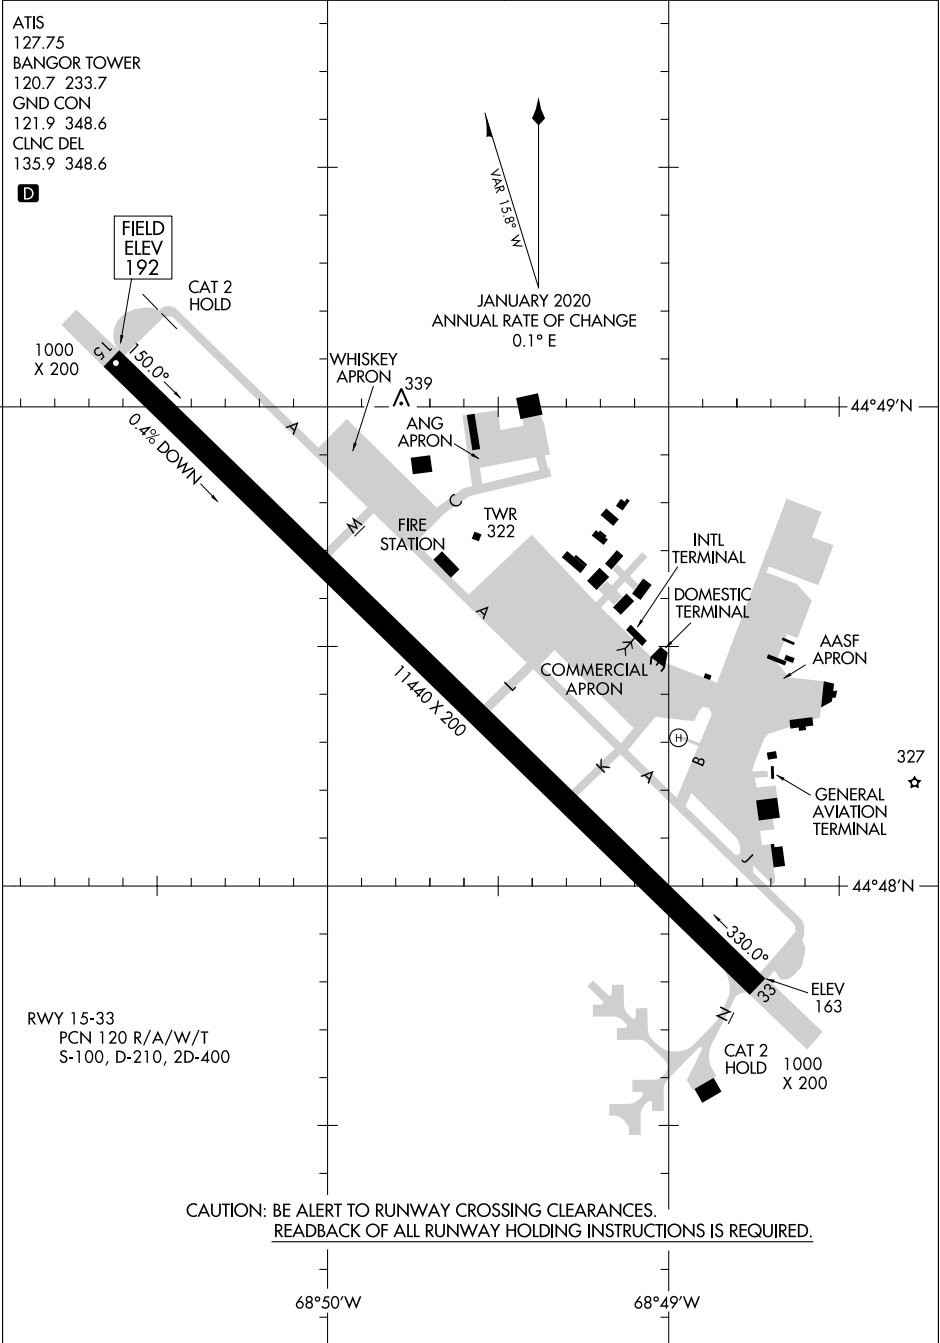 ATIS
127.75
BANGOR TOWER
120.7 233.7
GND CON
121.9 348.6
CLNC DEL
135.9 348.6
D
FIELD
ELEV
192
CAT 2
HOLD
VAR 15.8° W
JANUARY 2020
ANNUAL RATE OF CHANGE
0.1° E
1000
X 200
15
150.0°
0.4% DOWN
WHISKEY
APRON
339
44°49'N
A
ANG
APRON
C
M
FIRE
STATION
TWR
322
INTL
TERMINAL
DOMESTIC
TERMINAL
A
AASF
APRON
COMMERCIAL
APRON
L
11440 X 200
H
K
A
B
327
GENERAL
AVIATION
TERMINAL
J
44°48'N
330.0°
33
ELEV
163
N
RWY 15-33
PCN 120 R/A/W/T
S-100, D-210, 2D-400
CAT 2
HOLD
1000
X 200
CAUTION: BE ALERT TO RUNWAY CROSSING CLEARANCES.
READBACK OF ALL RUNWAY HOLDING INSTRUCTIONS IS REQUIRED.
68°50'W
68°49'W